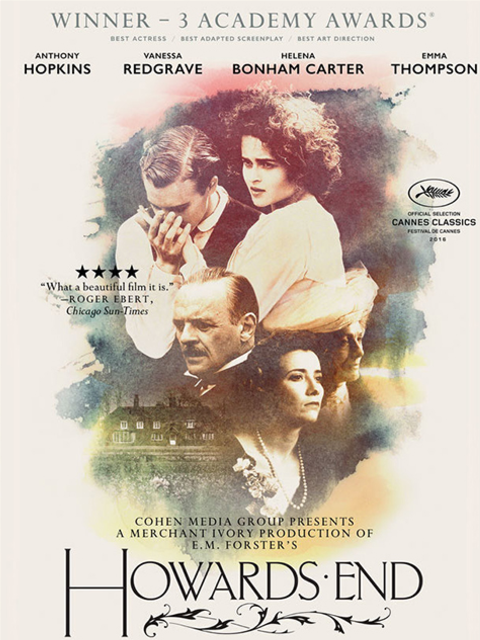 WINNER – 3 ACADEMY AWARDS®
BEST ACTRESS / BEST ADAPTED SCREENPLAY / BEST ART DIRECTION
ANTHONY HOPKINS
VANESSA REDGRAVE
HELENA BONHAM CARTER
EMMA THOMPSON
OFFICIAL SELECTION
CANNES CLASSICS
FESTIVAL DE CANNES
2016
★★★★
“What a beautiful film it is.”
–ROGER EBERT,
Chicago Sun-Times
COHEN MEDIA GROUP PRESENTS
A MERCHANT IVORY PRODUCTION OF
E.M. FORSTER'S
HOWARDS·END